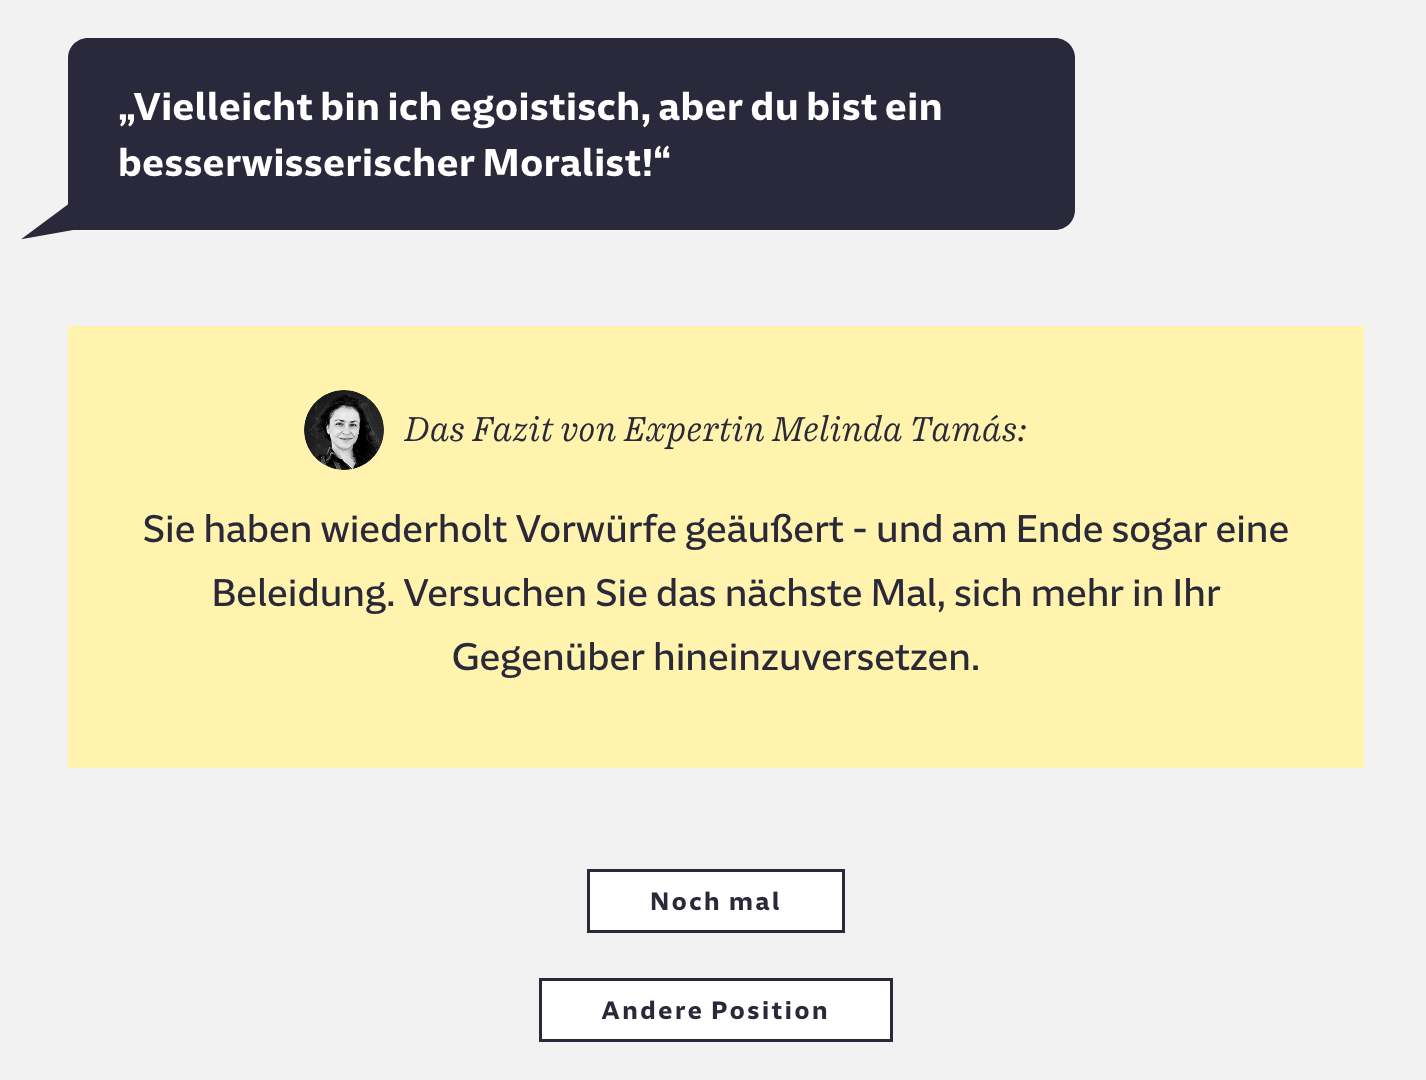 „Vielleicht bin ich egoistisch, aber du bist ein
besserwisserischer Moralist!“
Das Fazit von Expertin Melinda Tamás:
Sie haben wiederholt Vorwürfe geäußert - und am Ende sogar eine
Beleidung. Versuchen Sie das nächste Mal, sich mehr in Ihr
Gegenüber hineinzuversetzen.
Noch mal
Andere Position